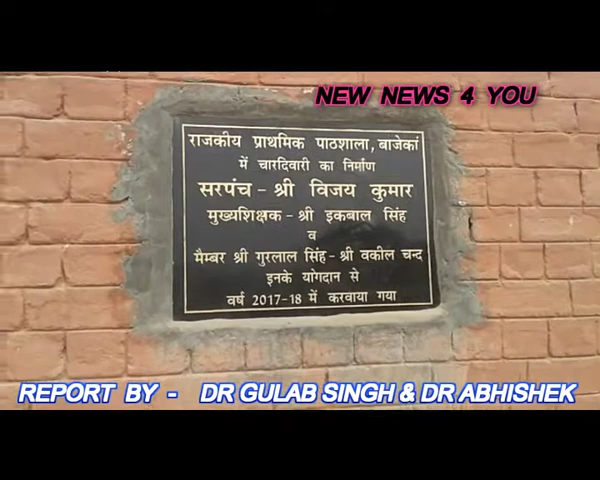 NEW NEWS 4 YOU
राजकीय प्राथमिक पाठशाला, बाजेकां
में चारदिवारी का निर्माण
सरपंच - श्री विजय कुमार
मुख्यशिक्षक - श्री इकबाल सिंह
व
मैम्बर श्री गुरलाल सिंह - श्री वकील चन्द
इनके योगदान से
वर्ष 2017-18 में करवाया गया
REPORT BY - DR GULAB SINGH & DR ABHISHEK